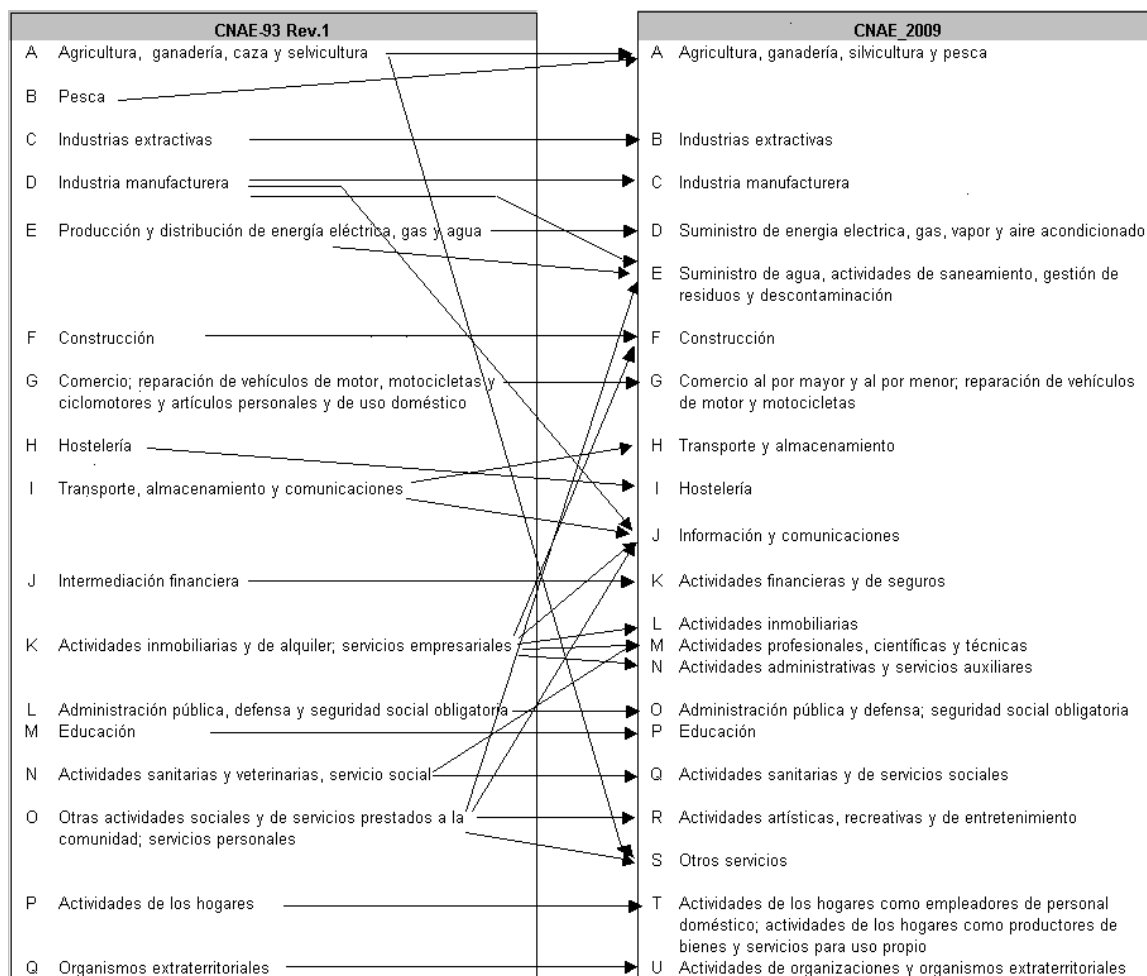 CNAE-93 Rev.1
A Agricultura, ganadería, caza y selvicultura
B Pesca
C Industrias extractivas
D Industria manufacturera
E Producción y distribución de energía eléctrica, gas y agua
F Construcción
G Comercio; reparación de vehículos de motor, motocicletas y
ciclomotores y artículos personales y de uso doméstico
H Hostelería
I Transporte, almacenamiento y comunicaciones
J Intermediación financiera
K Actividades inmobiliarias y de alquiler; servicios empresariales
L Administración pública, defensa y seguridad social obligatoria
M Educación
N Actividades sanitarias y veterinarias, servicio social
O Otras actividades sociales y de servicios prestados a la
comunidad; servicios personales
P Actividades de los hogares
Q Organismos extraterritoriales
CNAE_2009
A Agricultura, ganadería, silvicultura y pesca
B Industrias extractivas
C Industria manufacturera
D Suministro de energia electrica, gas, vapor y aire acondicionado
E Suministro de agua, actividades de saneamiento, gestión de
residuos y descontaminación
F Construcción
G Comercio al por mayor y al por menor; reparación de vehículos
de motor y motocicletas
H Transporte y almacenamiento
I Hostelería
J Información y comunicaciones
K Actividades financieras y de seguros
L Actividades inmobiliarias
M Actividades profesionales, científicas y técnicas
N Actividades administrativas y servicios auxiliares
O Administración pública y defensa; seguridad social obligatoria
P Educación
Q Actividades sanitarias y de servicios sociales
R Actividades artísticas, recreativas y de entretenimiento
S Otros servicios
T Actividades de los hogares como empleadores de personal
doméstico; actividades de los hogares como productores de
bienes y servicios para uso propio
U Actividades de organizaciones y organismos extraterritoriales